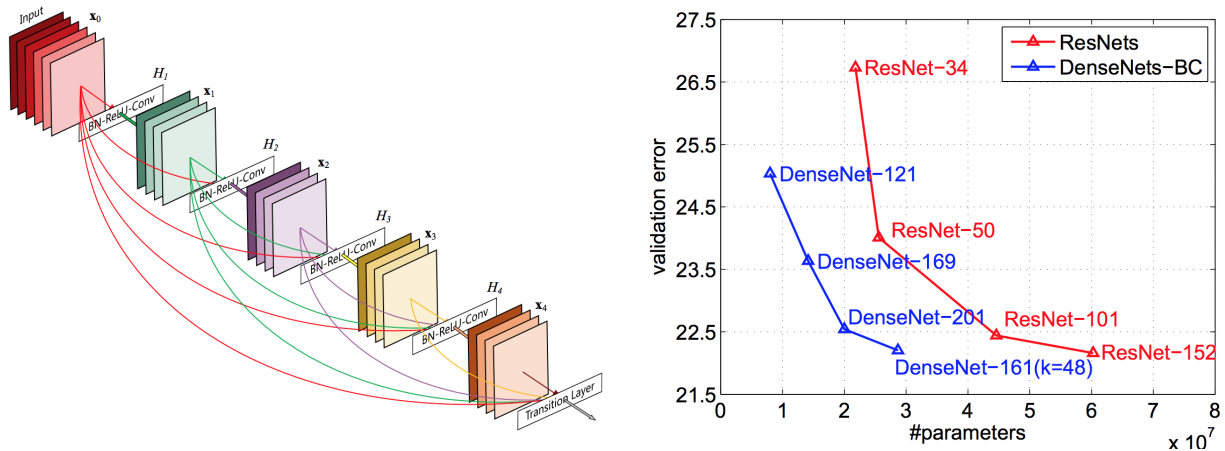 Input
x₀
H₁
BN-ReLU-Conv
x₁
H₂
BN-ReLU-Conv
x₂
H₃
BN-ReLU-Conv
x₃
H₄
BN-ReLU-Conv
x₄
Transition Layer
27.5
26.5
25.5
24.5
23.5
22.5
21.5
validation error
ResNets
DenseNets−BC
ResNet−34
DenseNet−121
ResNet−50
DenseNet−169
DenseNet−201
ResNet−101
ResNet−152
DenseNet−161(k=48)
0 1 2 3 4 5 6 7 8
#parameters
x 10⁷